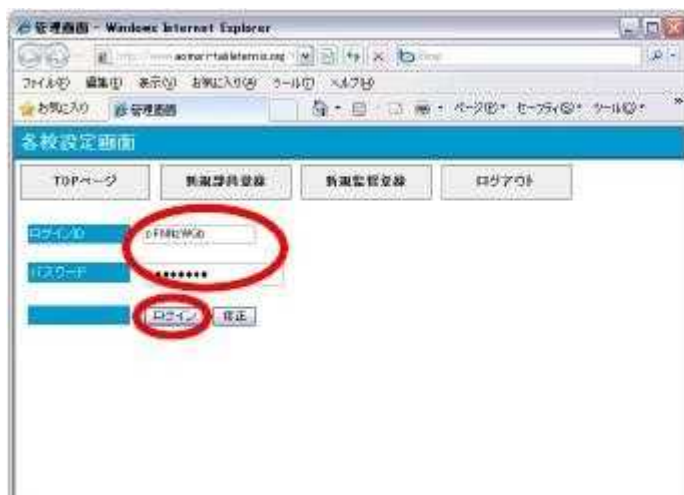 管理画面 - Windows Internet Explorer
ファイル(F) 編集(E) 表示(V) お気に入り(A) ツール(T) ヘルプ(H)
お気に入り 管理画面 ページ(P) セーフティ(S) ツール(O) »
各校設定画面
TOPページ 新規部員登録 新規監督登録 ログアウト
ログインID
パスワード •••••••
ログイン 修正